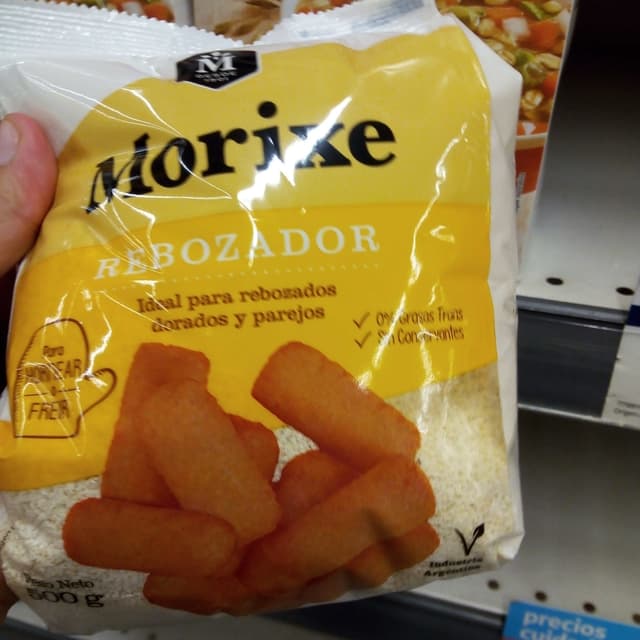 M
Morixe
REBOZADOR
Ideal para rebozados
dorados y parejos
0% Grasas Trans
Sin Conservantes
Para
HORNEAR
o
FREÍR
Peso Neto
500 g
Industria
Argentina
precios